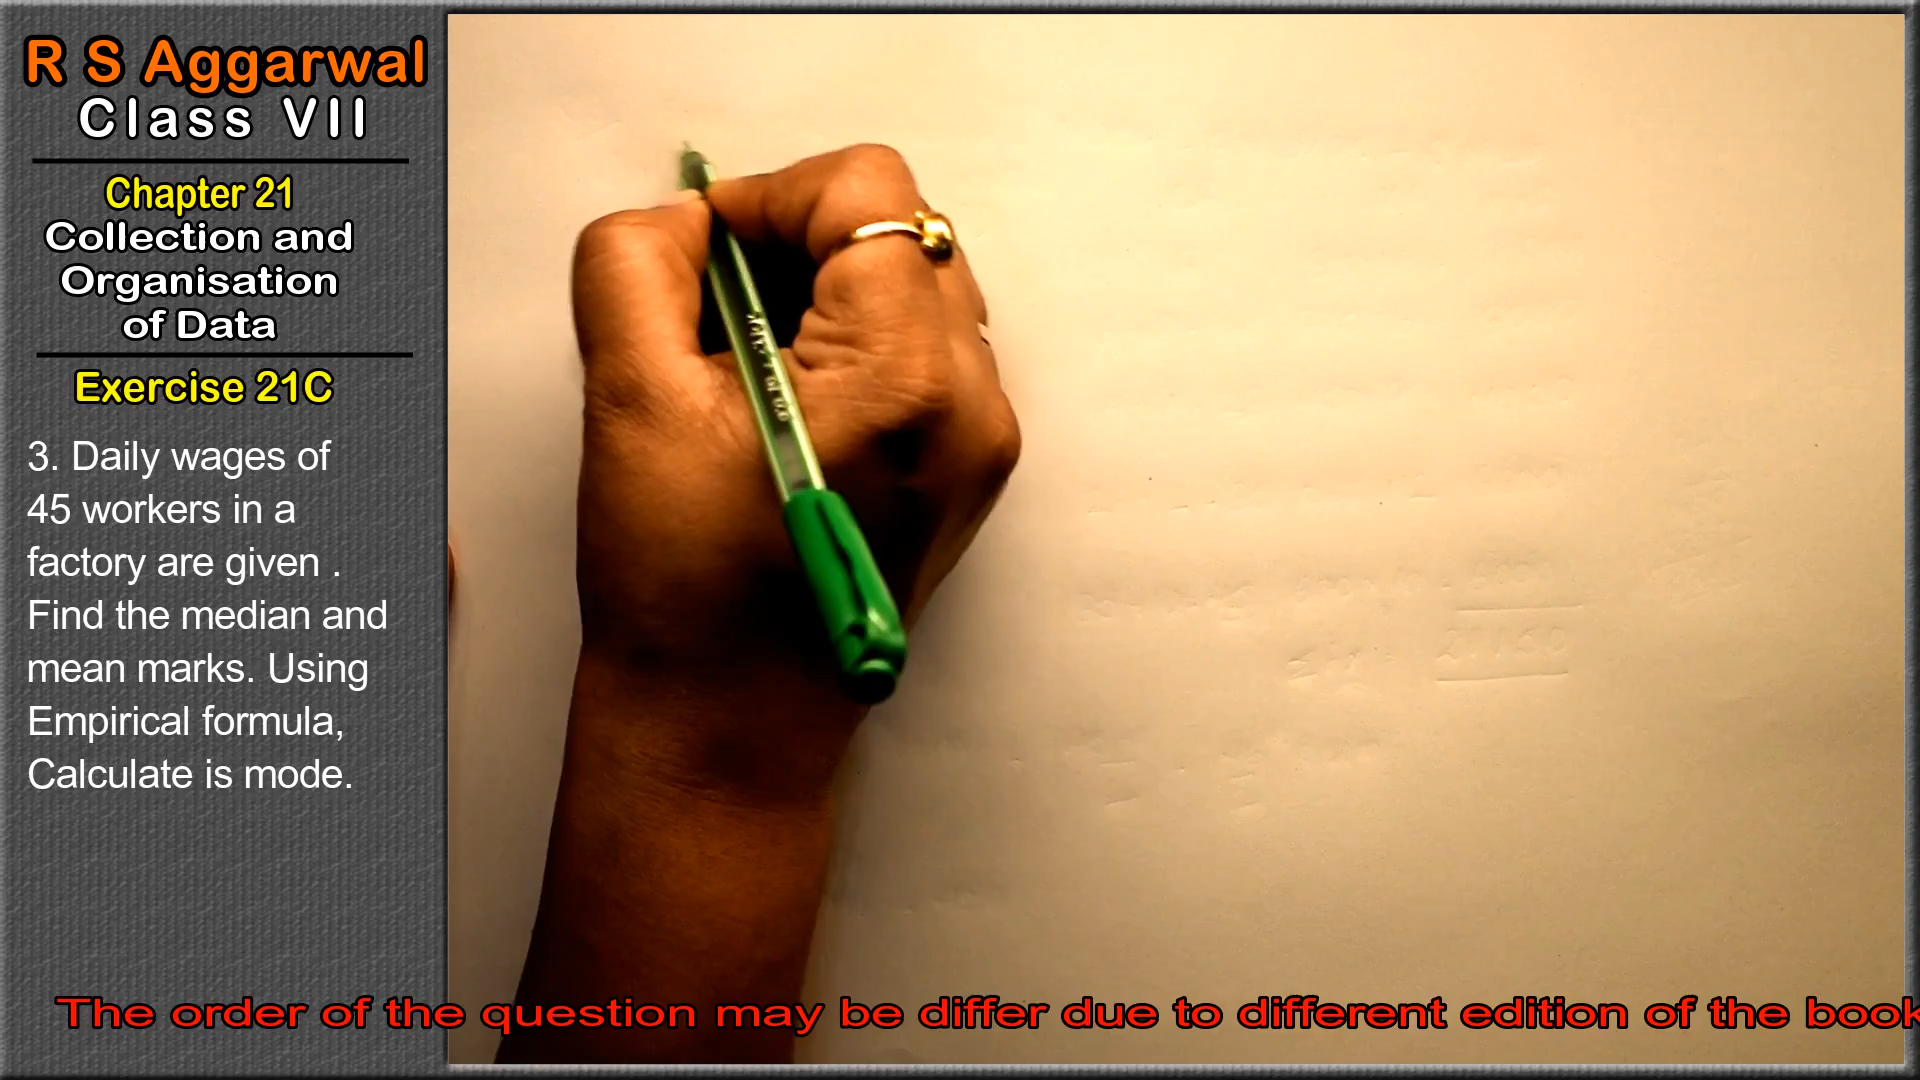 R S Aggarwal
Class VII
Chapter 21
Collection and
Organisation
of Data
Exercise 21C
3. Daily wages of
45 workers in a
factory are given .
Find the median and
mean marks. Using
Empirical formula,
Calculate is mode.
The order of the question may be differ due to different edition of the book